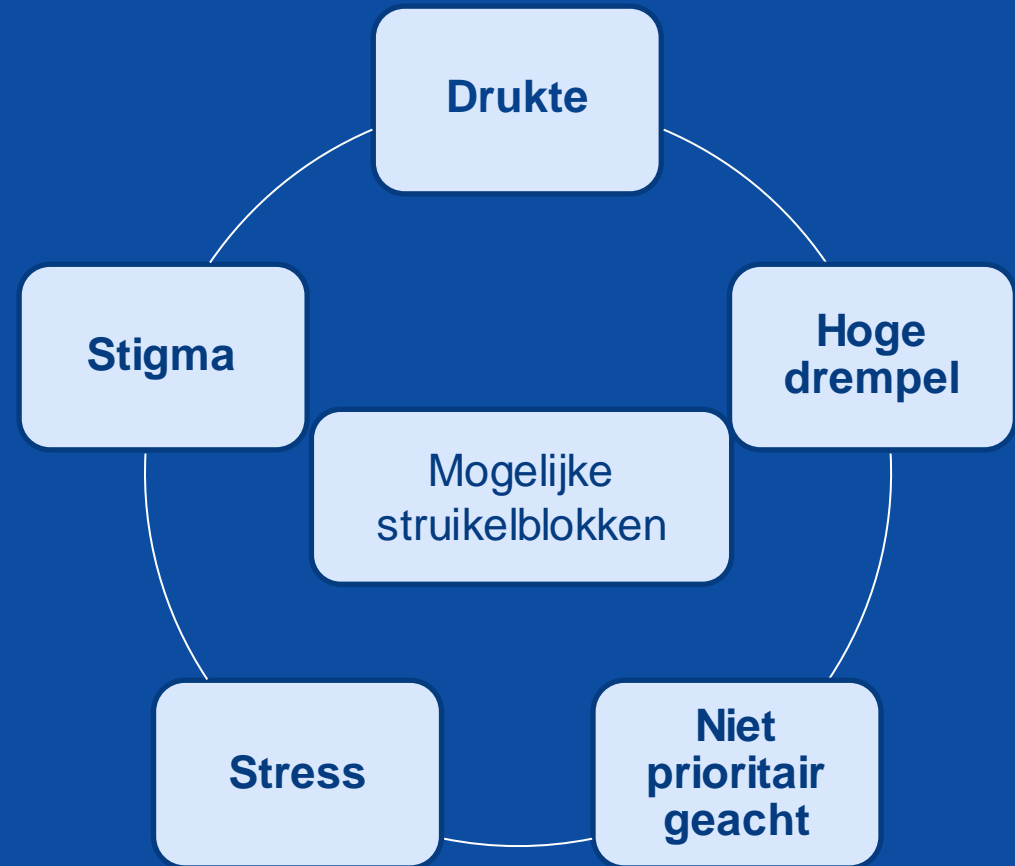 Drukte
Stigma
Hoge
drempel
Mogelijke
struikelblokken
Stress
Niet
prioritair
geacht